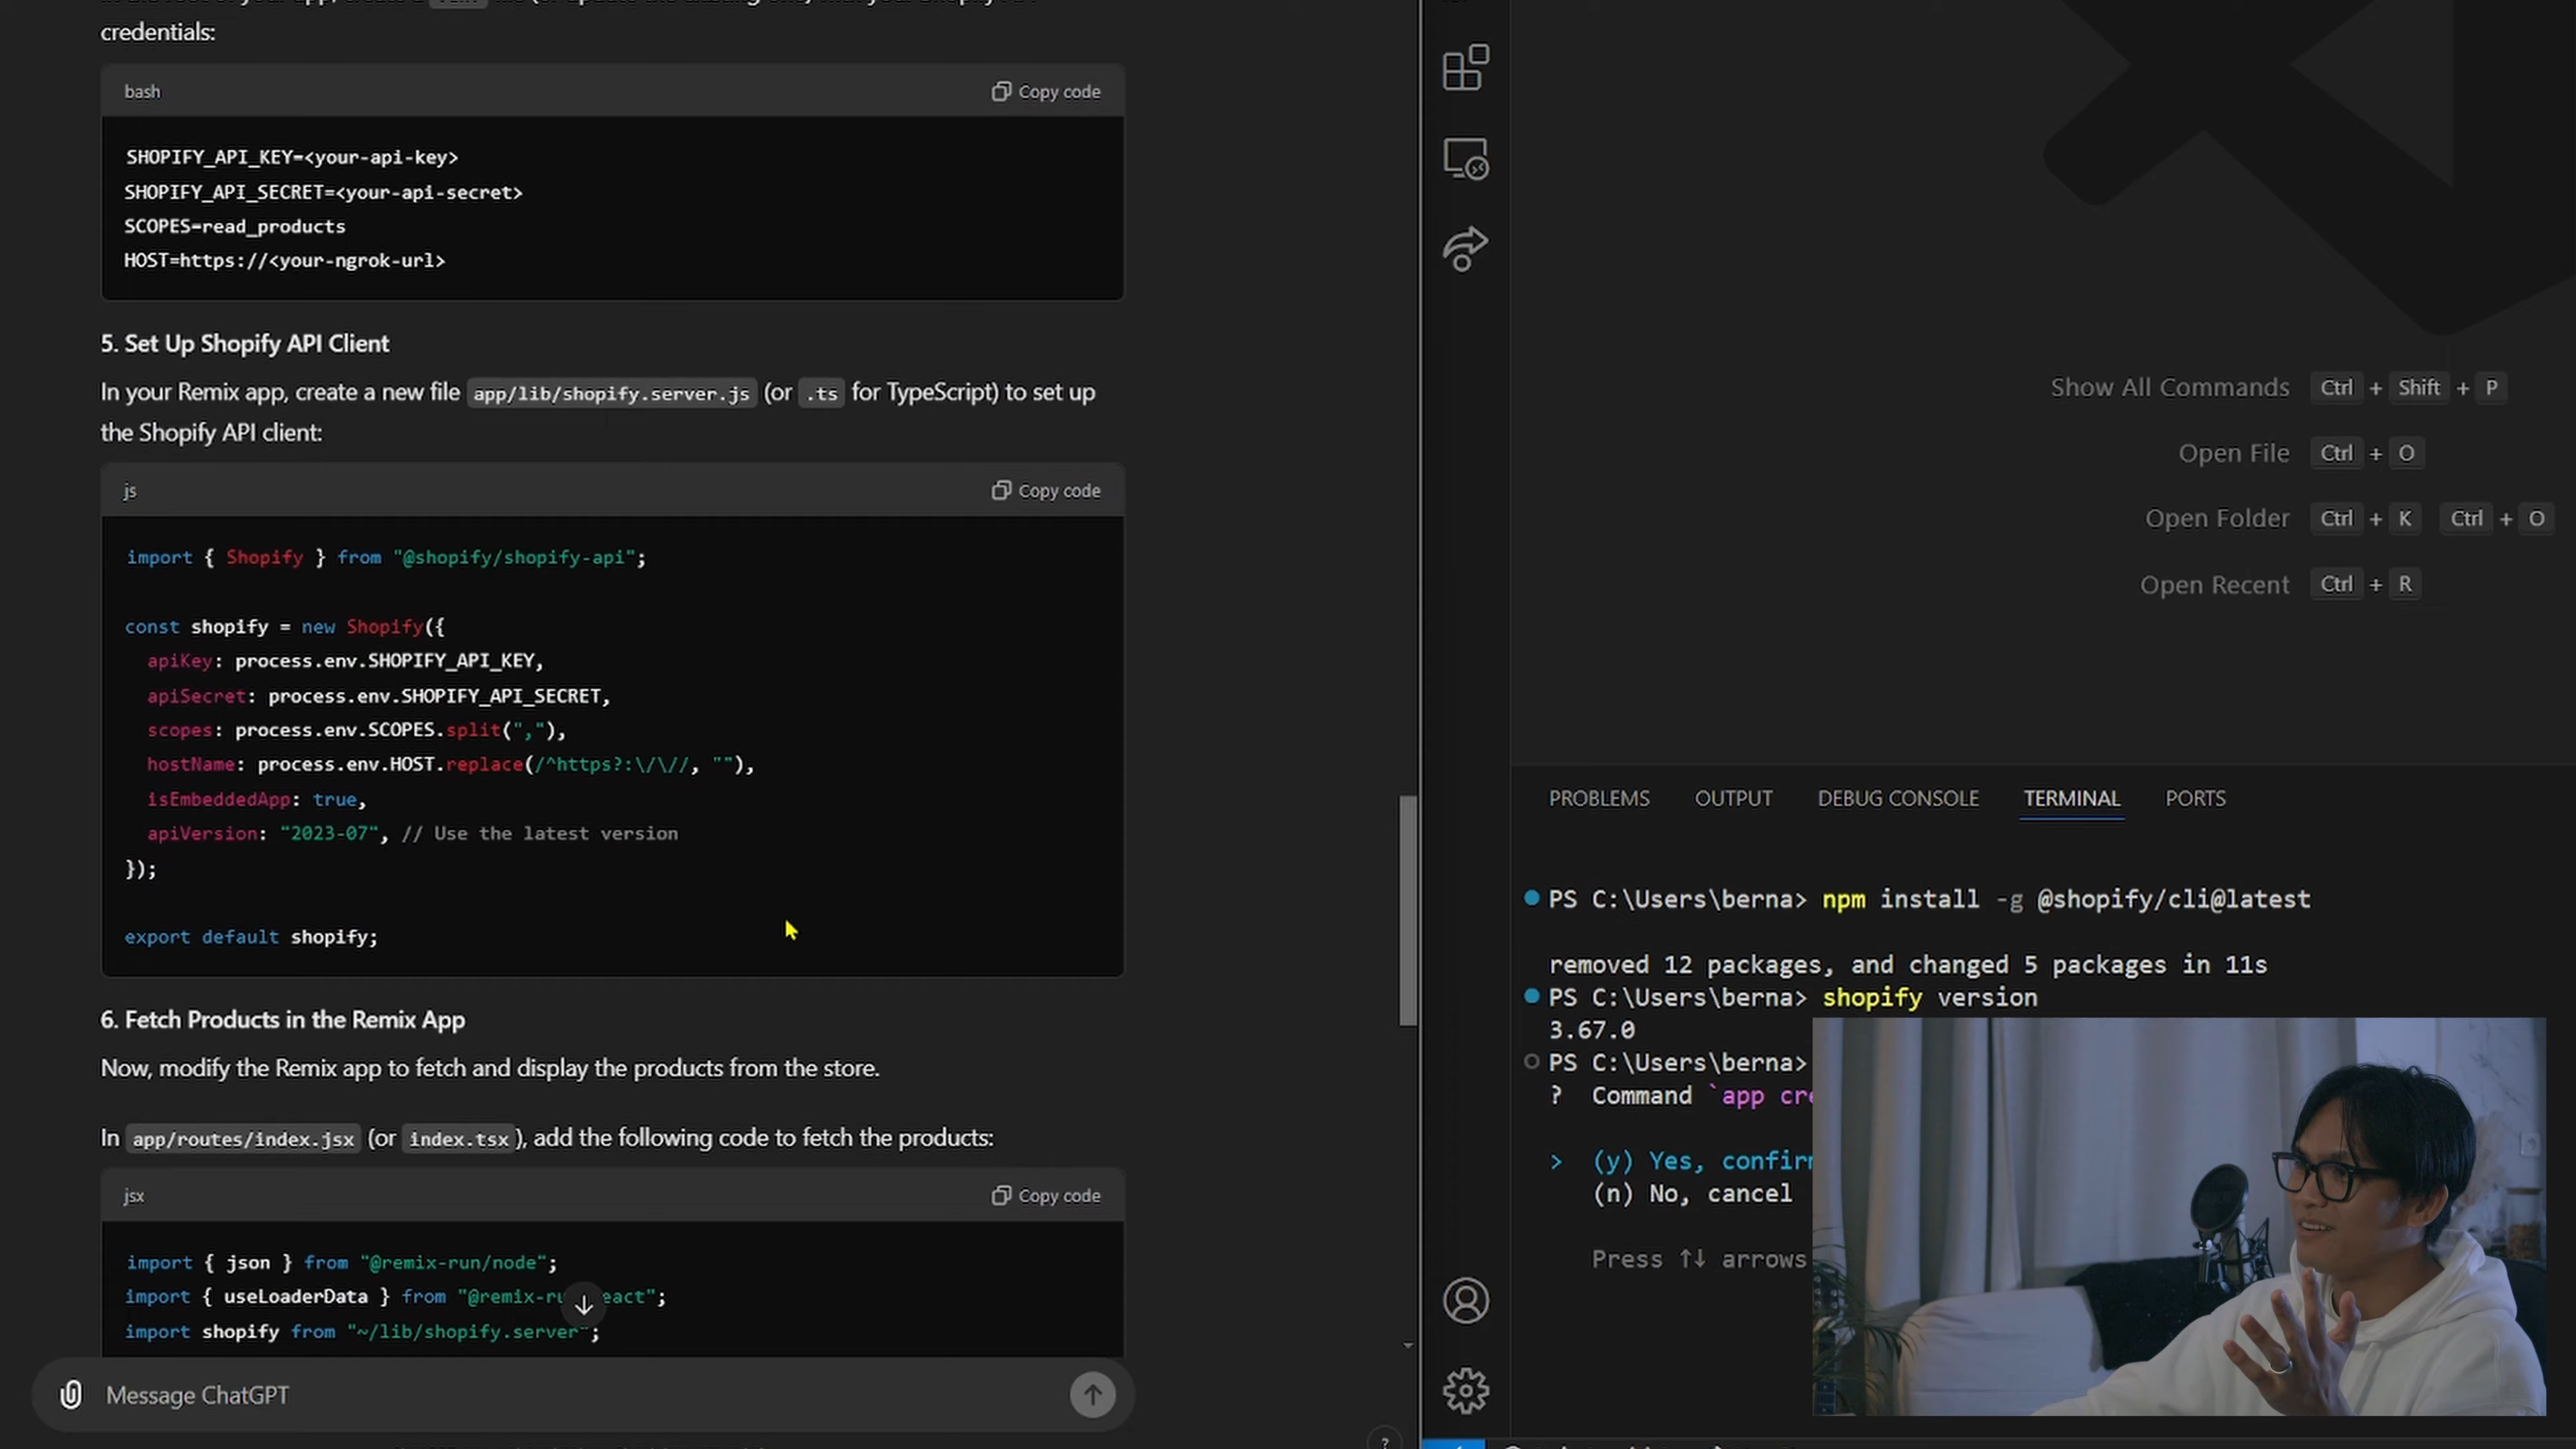 credentials:
bash
Copy code
SHOPIFY_API_KEY=<your-api-key>
SHOPIFY_API_SECRET=<your-api-secret>
SCOPES=read_products
HOST=https://<your-ngrok-url>
5. Set Up Shopify API Client
In your Remix app, create a new file app/lib/shopify.server.js (or .ts for TypeScript) to set up
the Shopify API client:
js
Copy code
import { Shopify } from "@shopify/shopify-api";
const shopify = new Shopify({
apiKey: process.env.SHOPIFY_API_KEY,
apiSecret: process.env.SHOPIFY_API_SECRET,
scopes: process.env.SCOPES.split(","),
hostName: process.env.HOST.replace(/^https?:\/\//, ""),
isEmbeddedApp: true,
apiVersion: "2023-07", // Use the latest version
});
export default shopify;
6. Fetch Products in the Remix App
Now, modify the Remix app to fetch and display the products from the store.
In app/routes/index.jsx (or index.tsx), add the following code to fetch the products:
jsx
Copy code
import { json } from "@remix-run/node";
import { useLoaderData } from "@remix-ru eact";
import shopify from "~/lib/shopify.server";
Message ChatGPT
?
Show All Commands Ctrl + Shift + P
Open File Ctrl + O
Open Folder Ctrl + K Ctrl + O
Open Recent Ctrl + R
PROBLEMS OUTPUT DEBUG CONSOLE TERMINAL PORTS
PS C:\Users\berna> npm install -g @shopify/cli@latest
removed 12 packages, and changed 5 packages in 11s
PS C:\Users\berna> shopify version
3.67.0
PS C:\Users\berna>
? Command `app cre
> (y) Yes, confirm
(n) No, cancel
Press ↑↓ arrows